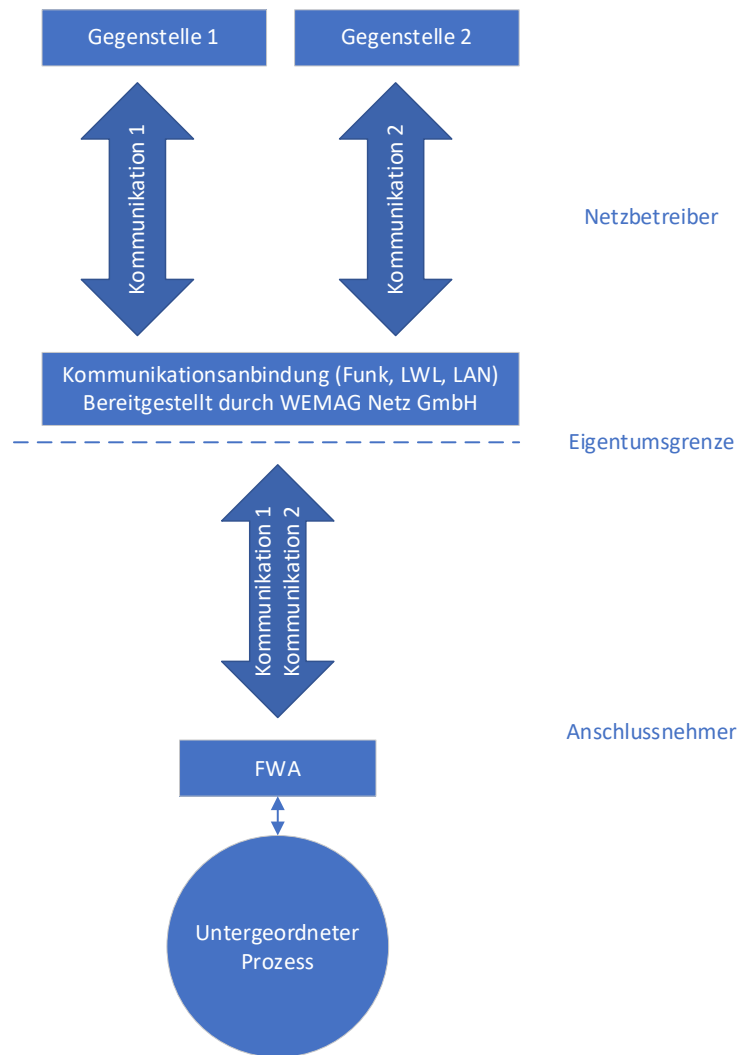 Gegenstelle 1
Gegenstelle 2
Kommunikation 1
Kommunikation 2
Netzbetreiber
Kommunikationsanbindung (Funk, LWL, LAN)
Bereitgestellt durch WEMAG Netz GmbH
Eigentumsgrenze
Kommunikation 1
Kommunikation 2
Anschlussnehmer
FWA
Untergeordneter
Prozess